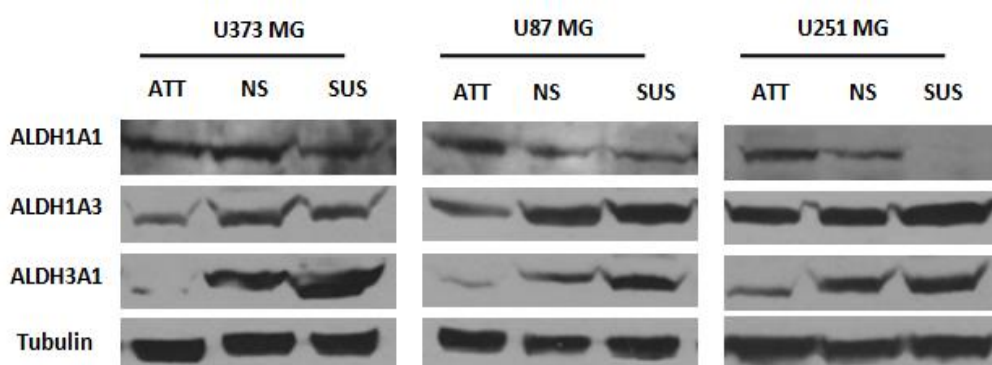 U373 MG U87 MG U251 MG
ATT NS SUS ATT NS SUS ATT NS SUS
ALDH1A1
ALDH1A3
ALDH3A1
Tubulin